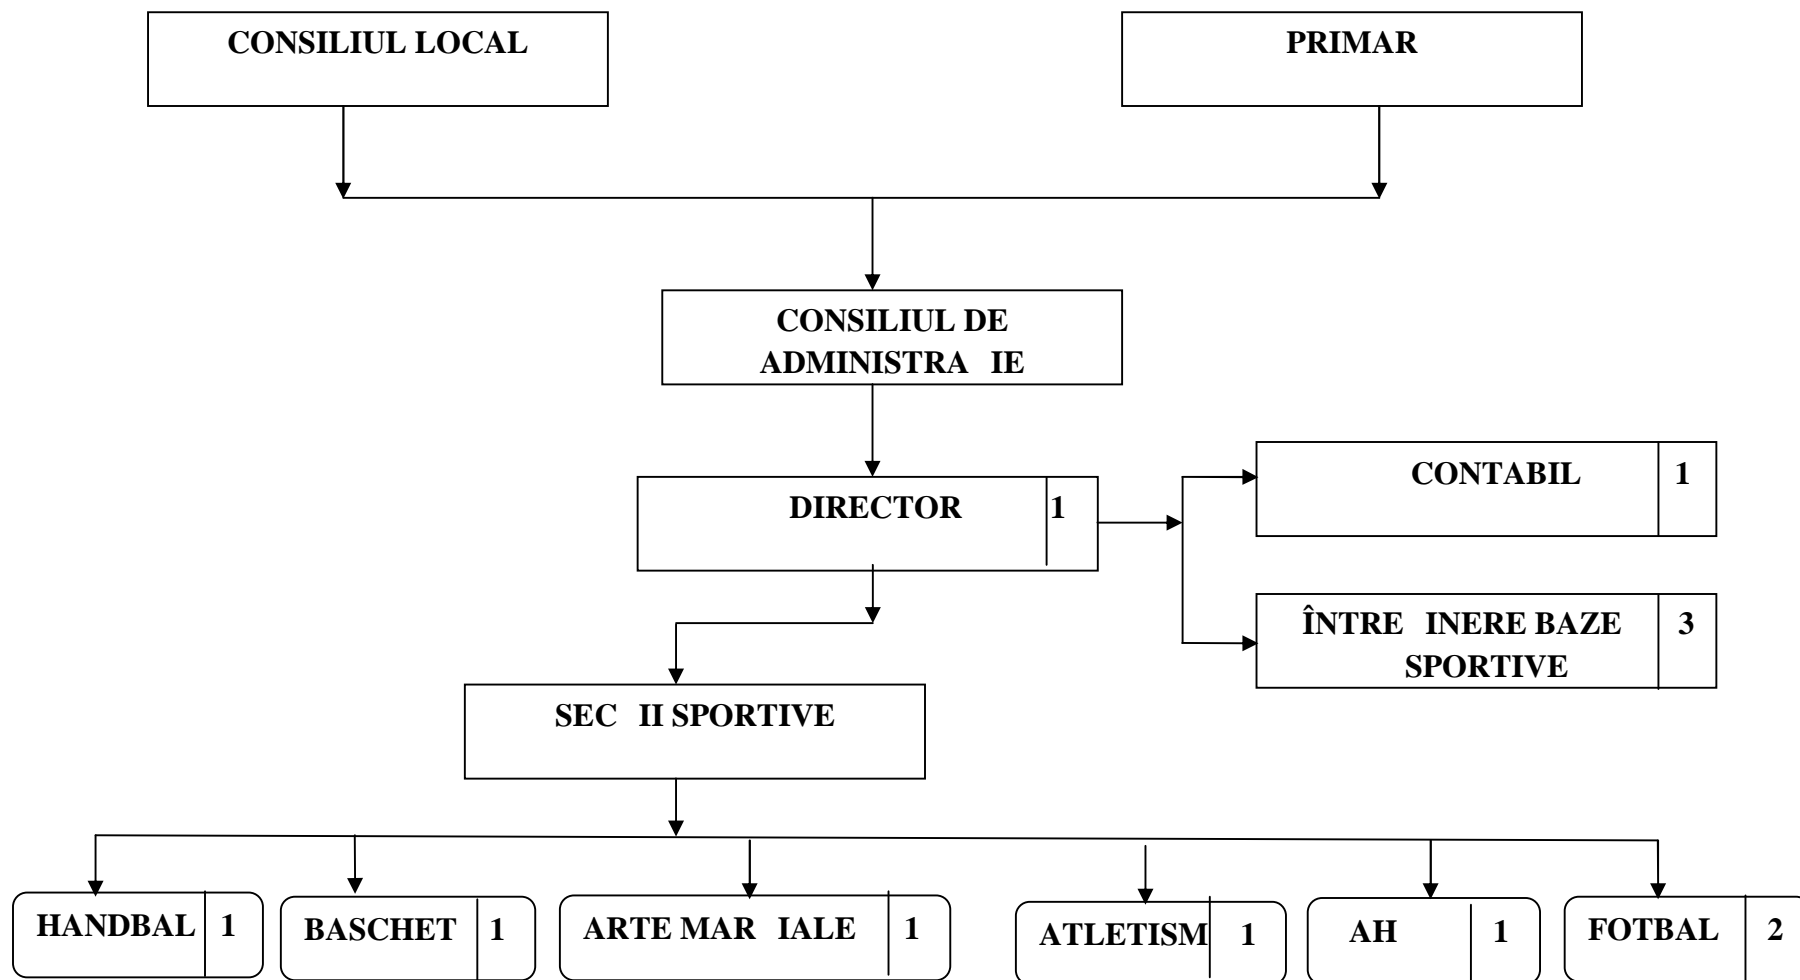 CONSILIUL LOCAL
PRIMAR
CONSILIUL DE
ADMINISTRA IE
DIRECTOR 1
CONTABIL 1
ÎNTRE INERE BAZE 3
SPORTIVE
SEC II SPORTIVE
HANDBAL 1
BASCHET 1
ARTE MAR IALE 1
ATLETISM 1
AH 1
FOTBAL 2